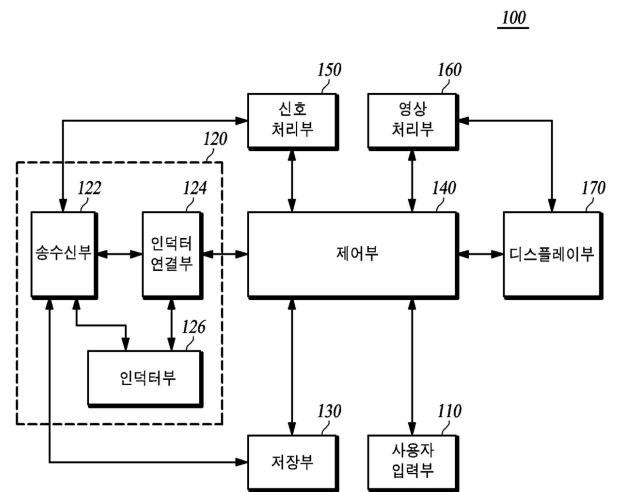 100
150
신호
처리부
160
영상
처리부
120
122
송수신부
124
인덕터
연결부
140
제어부
170
디스플레이부
126
인덕터부
130
저장부
110
사용자
입력부